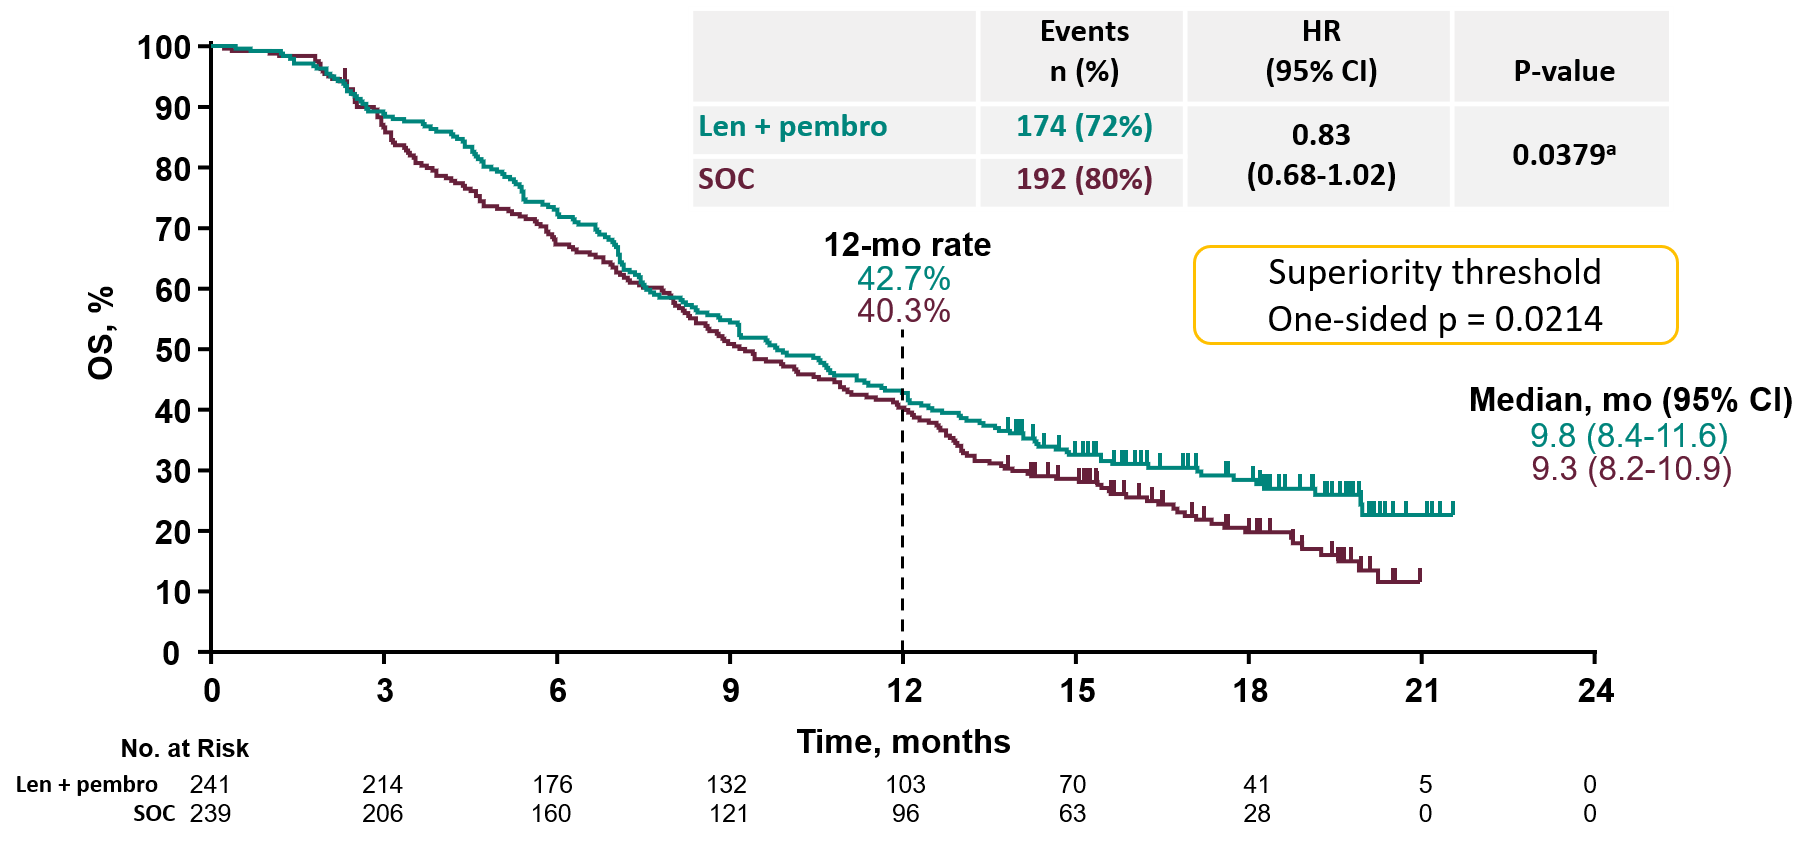 Events
n (%)
HR
(95% CI)
P-value
Len + pembro
174 (72%)
0.83
(0.68-1.02)
0.0379ᵃ
SOC
192 (80%)
12-mo rate
42.7%
40.3%
Superiority threshold
One-sided p = 0.0214
Median, mo (95% CI)
9.8 (8.4-11.6)
9.3 (8.2-10.9)
OS, %
100
90
80
70
60
50
40
30
20
10
0
0 3 6 9 12 15 18 21 24
Time, months
No. at Risk
Len + pembro 241 214 176 132 103 70 41 5 0
SOC 239 206 160 121 96 63 28 0 0